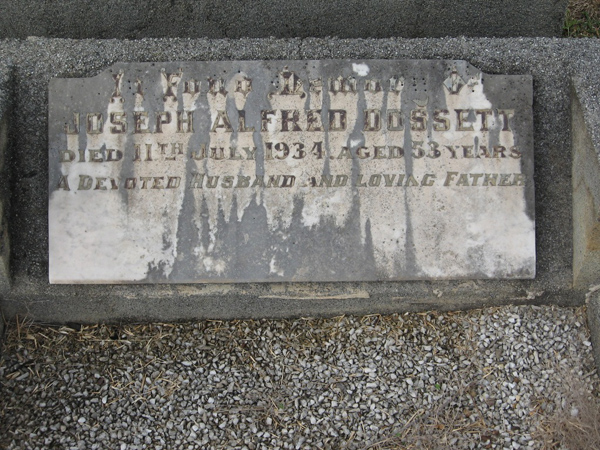 In Fond Memory of
JOSEPH ALFRED DOSSETT
DIED 11TH JULY 1934. AGED 53 YEARS
A DEVOTED HUSBAND AND LOVING FATHER